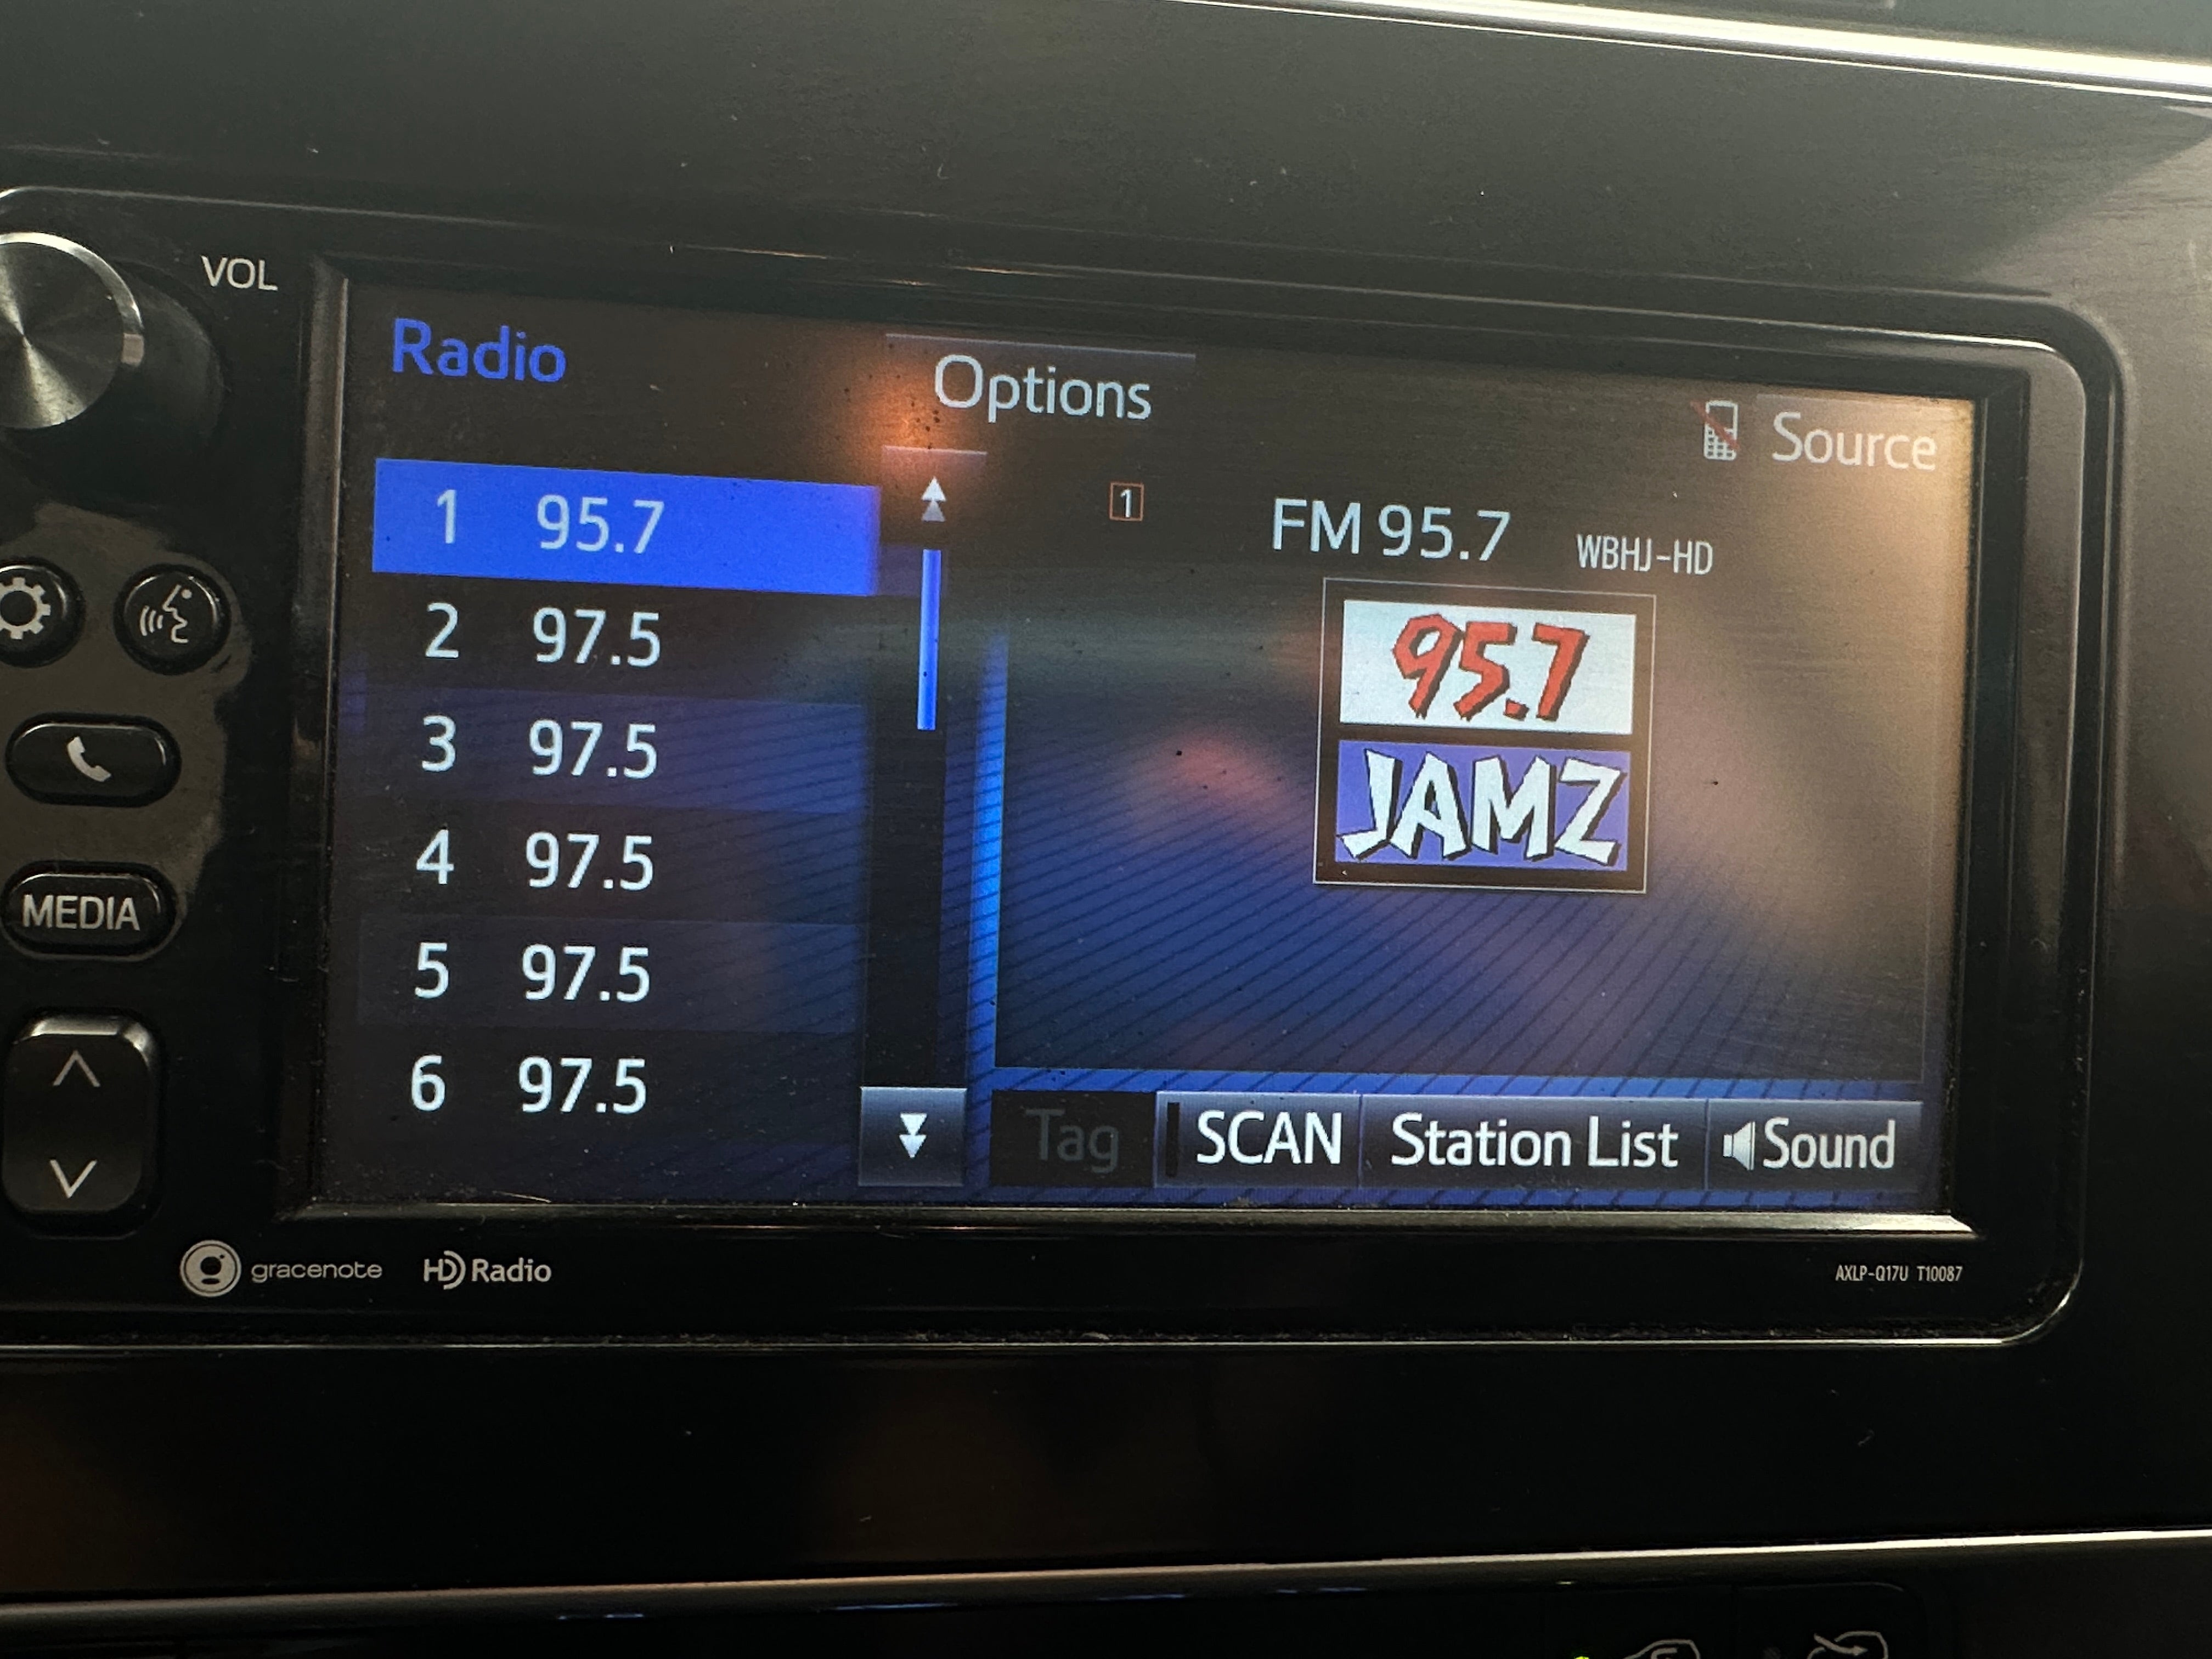 VOL
Radio
Options
Source
1 95.7
2 97.5
3 97.5
4 97.5
5 97.5
6 97.5
1
FM 95.7 WBHJ-HD
95.7
JAMZ
MEDIA
Tag SCAN Station List Sound
gracenote HD Radio
AXLP-Q17U T10087